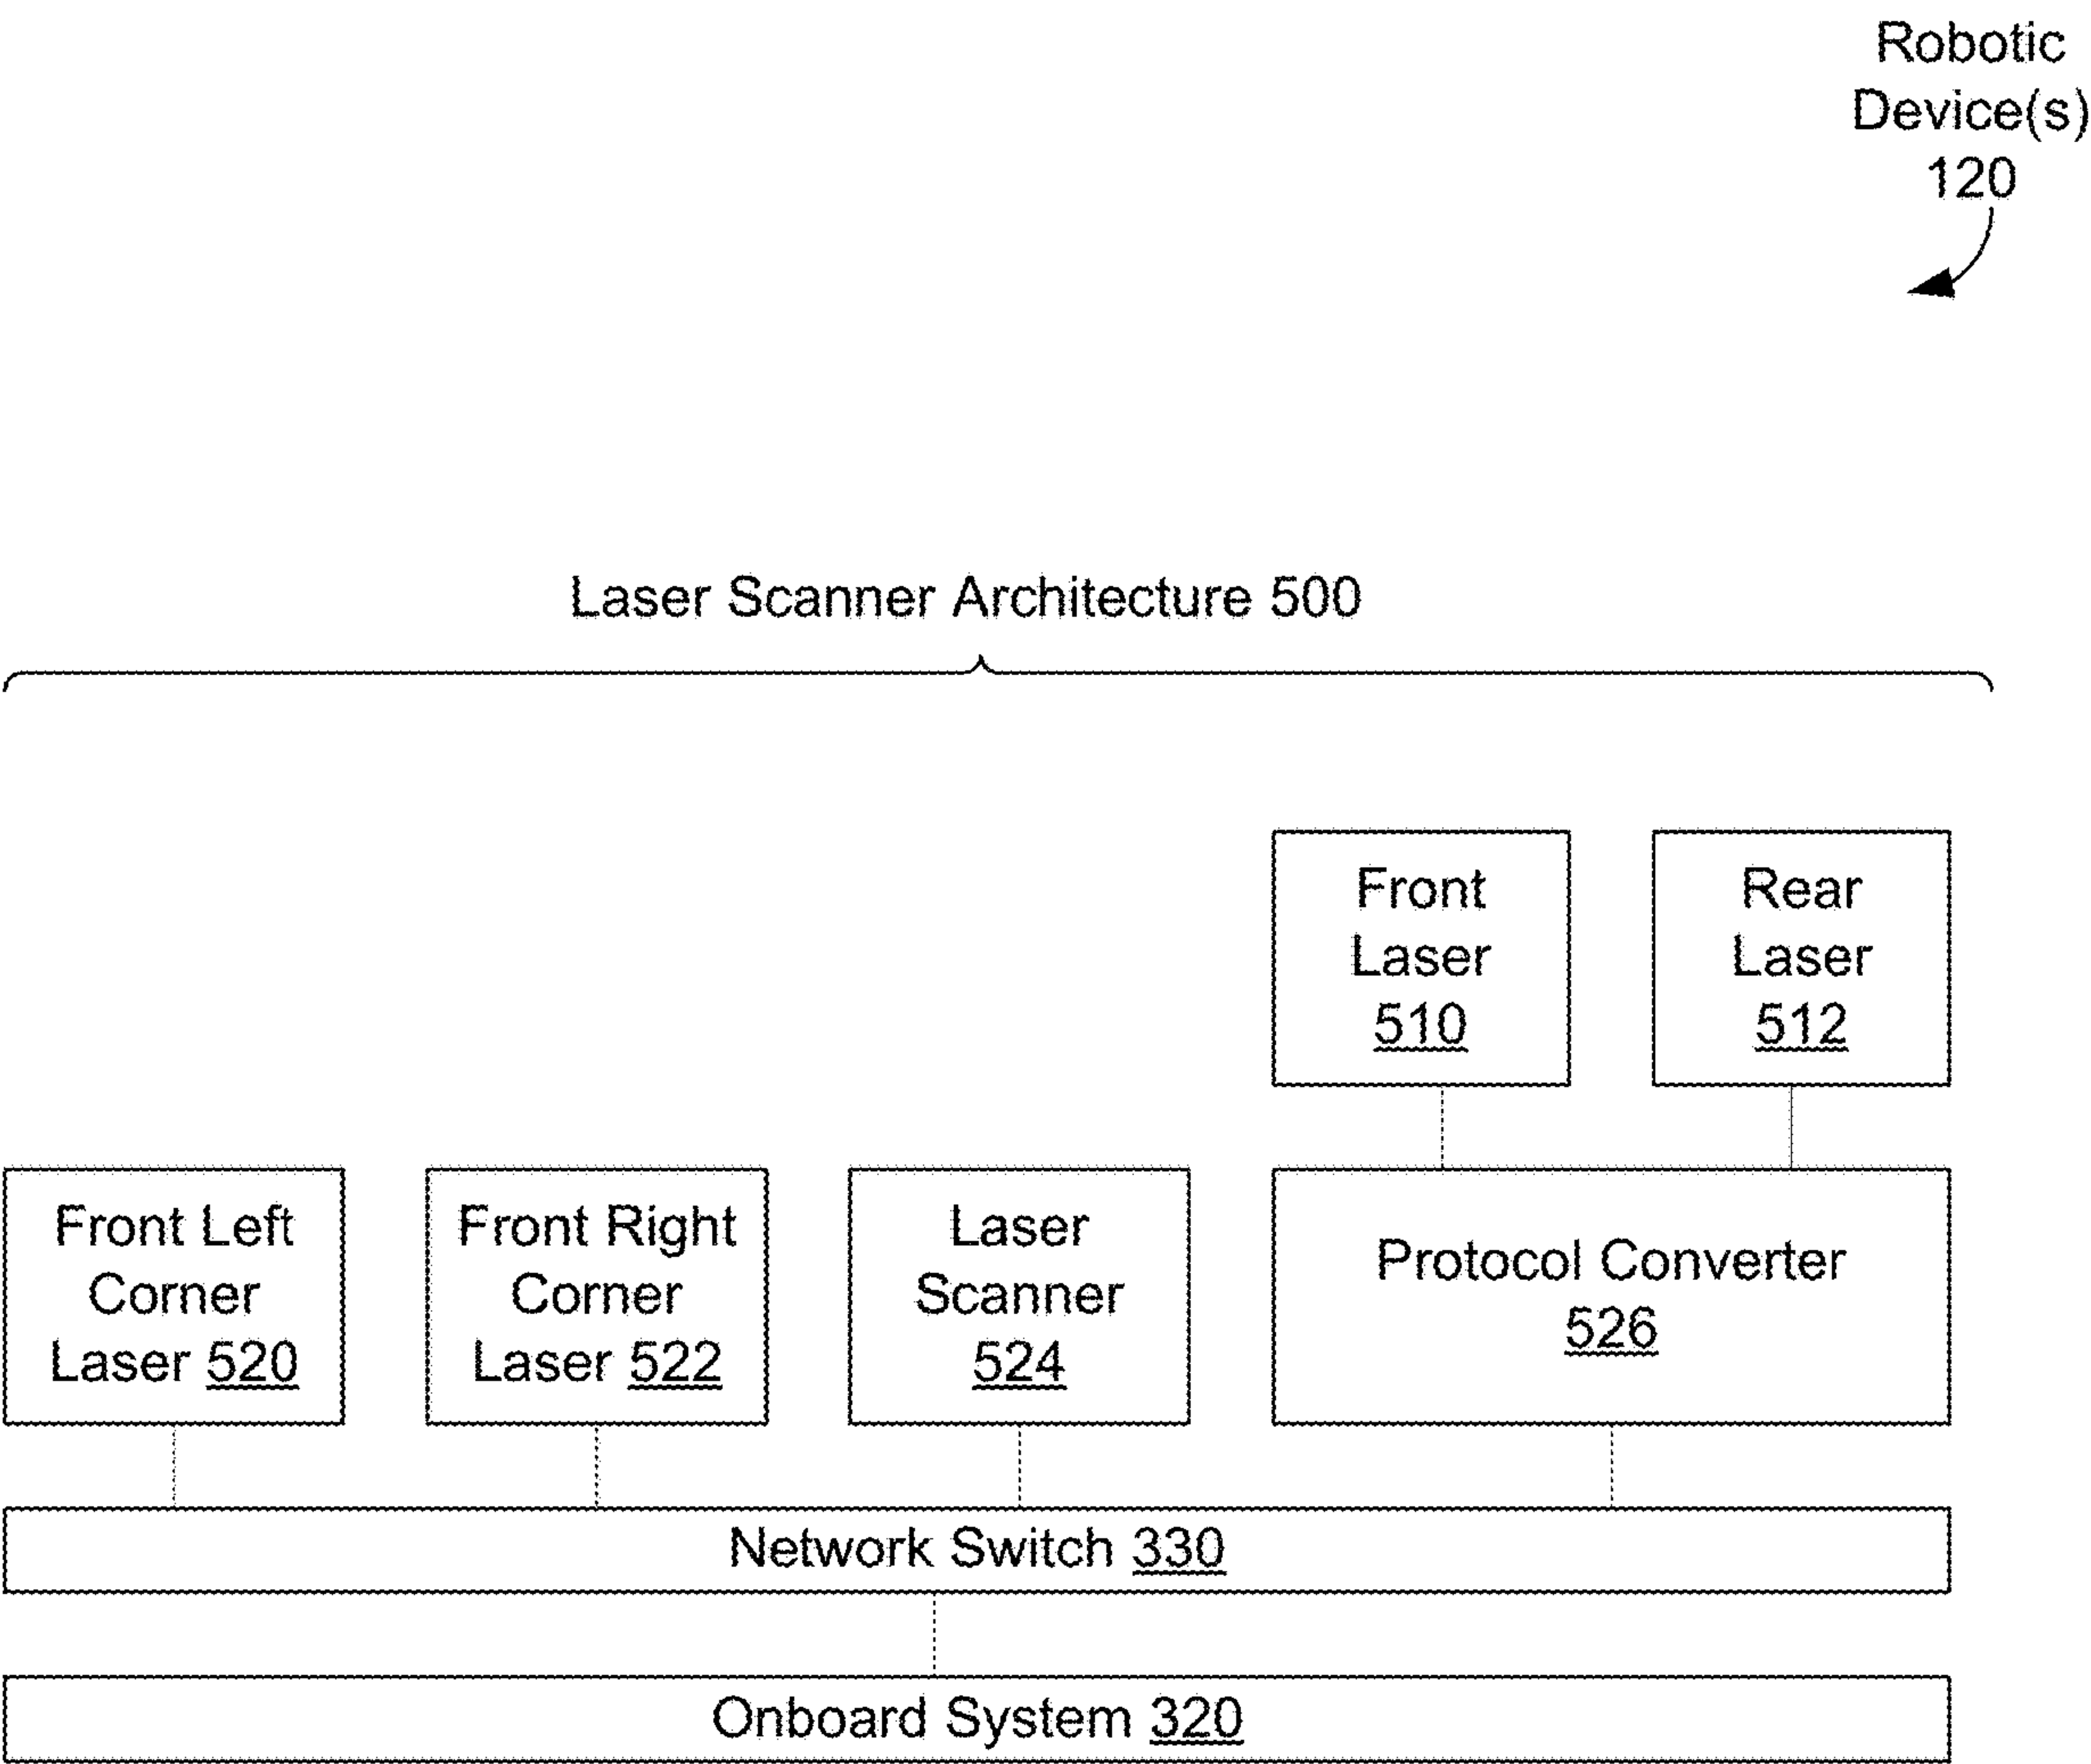 Robotic
Device(s)
120
Laser Scanner Architecture 500
Front
Laser
510
Rear
Laser
512
Front Left
Corner
Laser 520
Front Right
Corner
Laser 522
Laser
Scanner
524
Protocol Converter
526
Network Switch 330
Onboard System 320